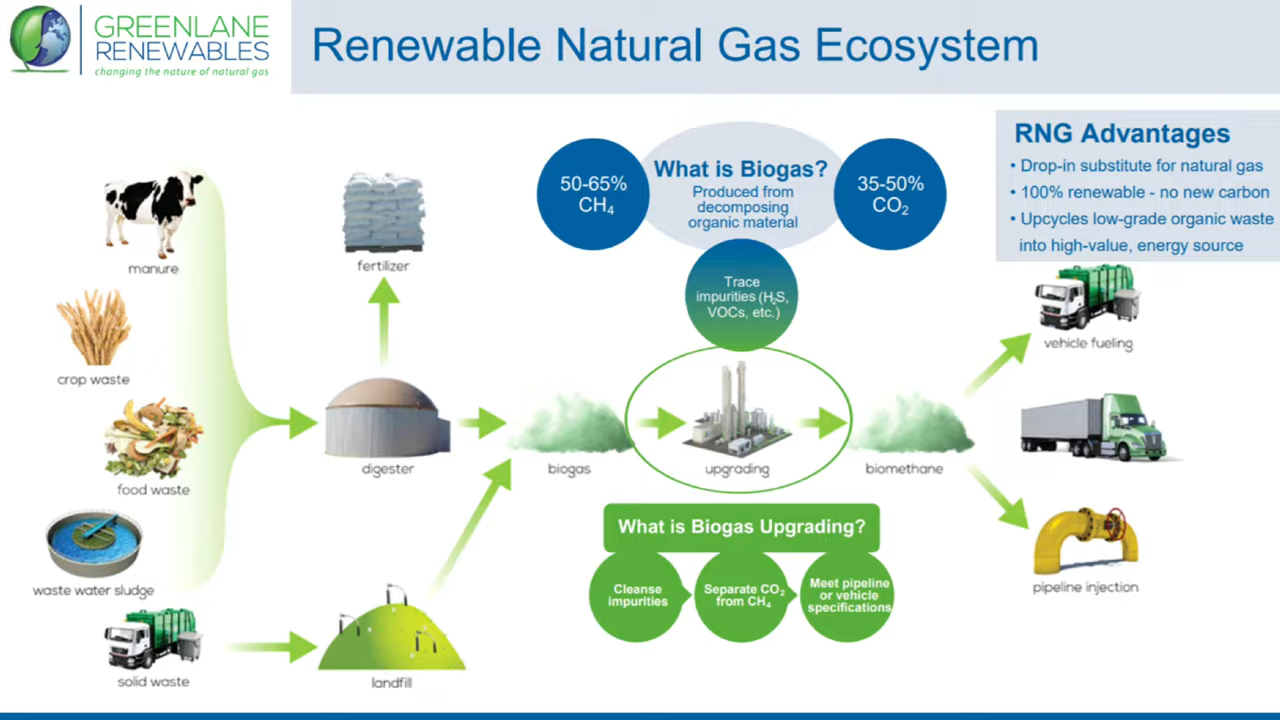 GREENLANE
RENEWABLES
changing the nature of natural gas
Renewable Natural Gas Ecosystem
RNG Advantages
• Drop-in substitute for natural gas
• 100% renewable - no new carbon
• Upcycles low-grade organic waste
into high-value, energy source
50-65%
CH₄
What is Biogas?
Produced from
decomposing
organic material
35-50%
CO₂
Trace
impurities (H₂S,
VOCs, etc.)
manure
crop waste
food waste
waste water sludge
solid waste
fertilizer
digester
landfill
biogas
upgrading
biomethane
vehicle fueling
pipeline injection
What is Biogas Upgrading?
Cleanse
impurities
Separate CO₂
from CH₄
Meet pipeline
or vehicle
specifications